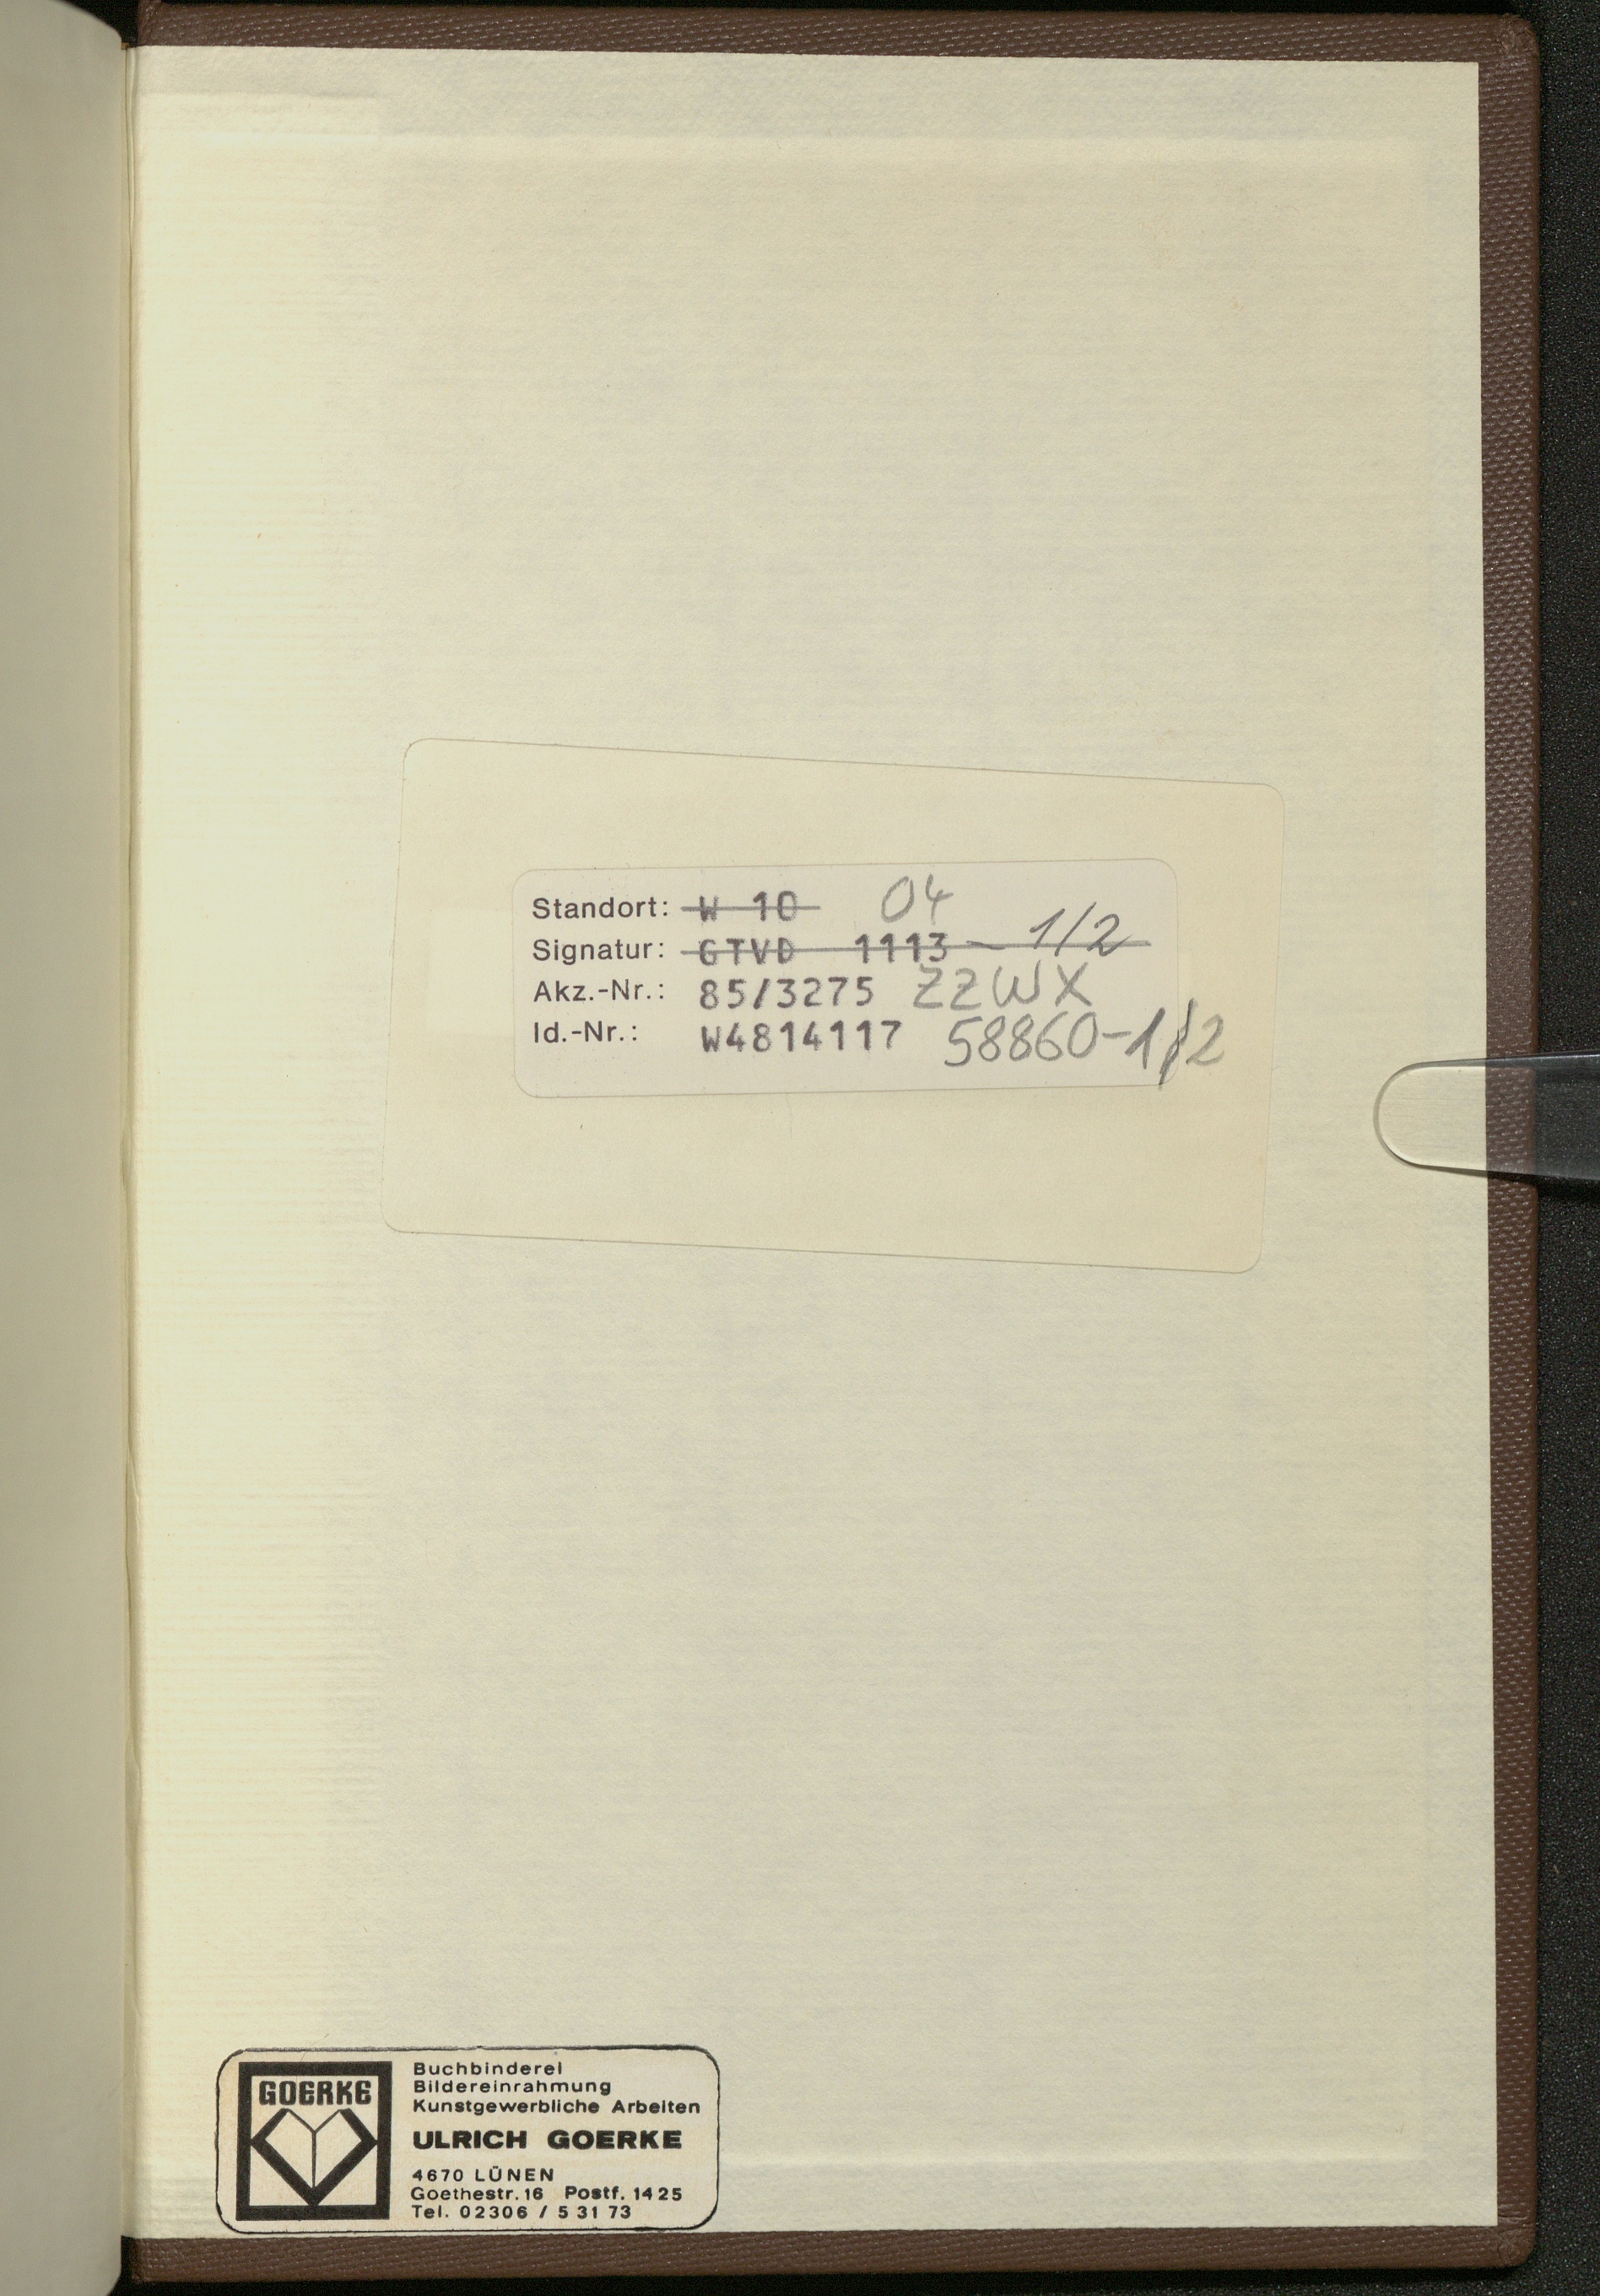 Standort: W 10 04
Signatur: GTVD 1113 - 1/2
Akz.-Nr.: 85/3275 ZZWX
Id.-Nr.: W4814117 58860-1/2
GOERKE
Buchbinderei
Bildereinrahmung
Kunstgewerbliche Arbeiten
ULRICH GOERKE
4670 LÜNEN
Goethestr. 16 Postf. 1425
Tel. 02306 / 5 31 73